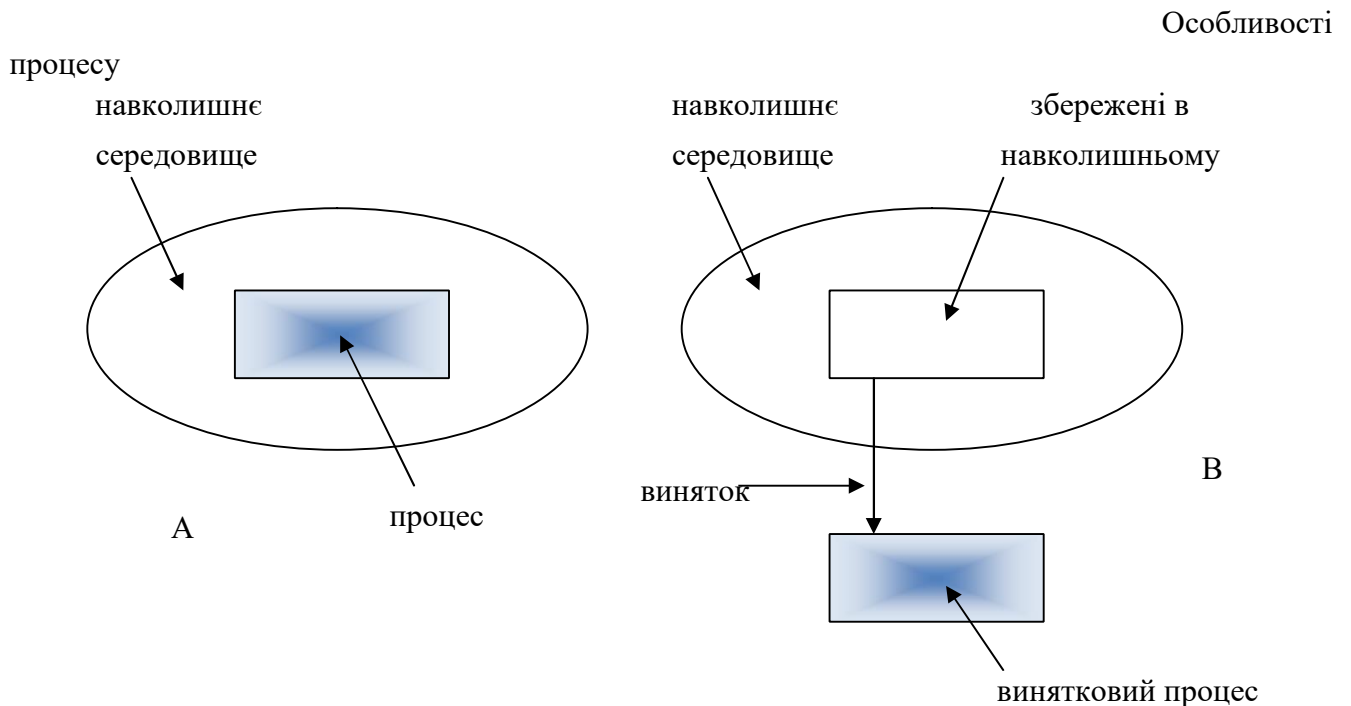 Особливості
процесу
навколишнє
середовище
навколишнє
середовище
збережені в
навколишньому
виняток
процес
А
В
винятковий процес